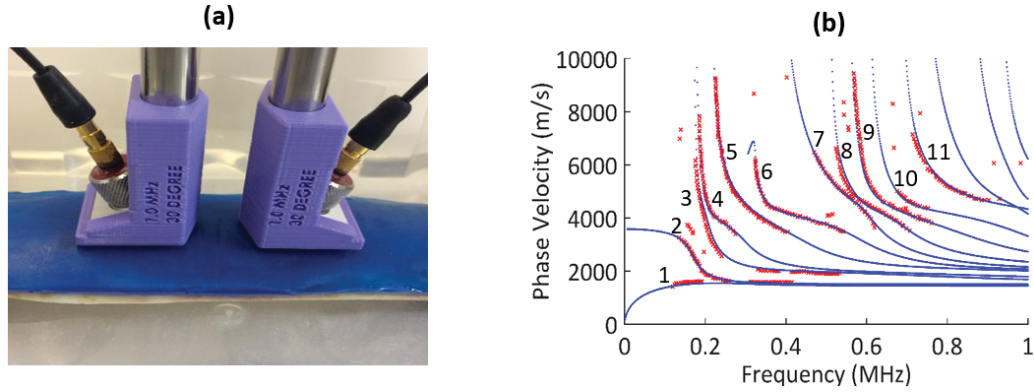 (a)
(b)
1.0 MHz
30 DEGREE
1.0 MHz
30 DEGREE
Phase Velocity (m/s)
10000
8000
6000
4000
2000
0
1
2
3
4
5
6
7
8
9
10
11
0
0.2
0.4
0.6
0.8
1
Frequency (MHz)